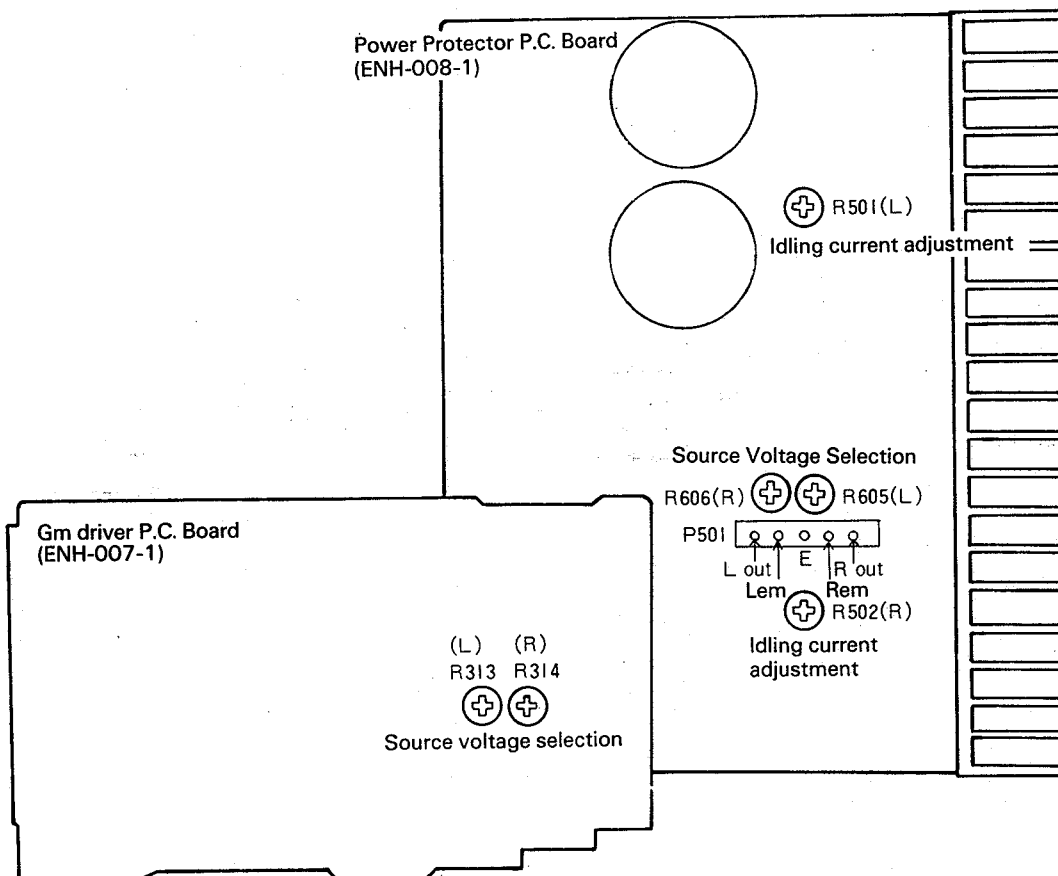 Power Protector P.C. Board
(ENH-008-1)
R501(L)
Idling current adjustment
Source Voltage Selection
R606(R) R605(L)
P501
L out E R out
Lem Rem
R502(R)
Idling current
adjustment
Gm driver P.C. Board
(ENH-007-1)
(L) (R)
R313 R314
Source voltage selection